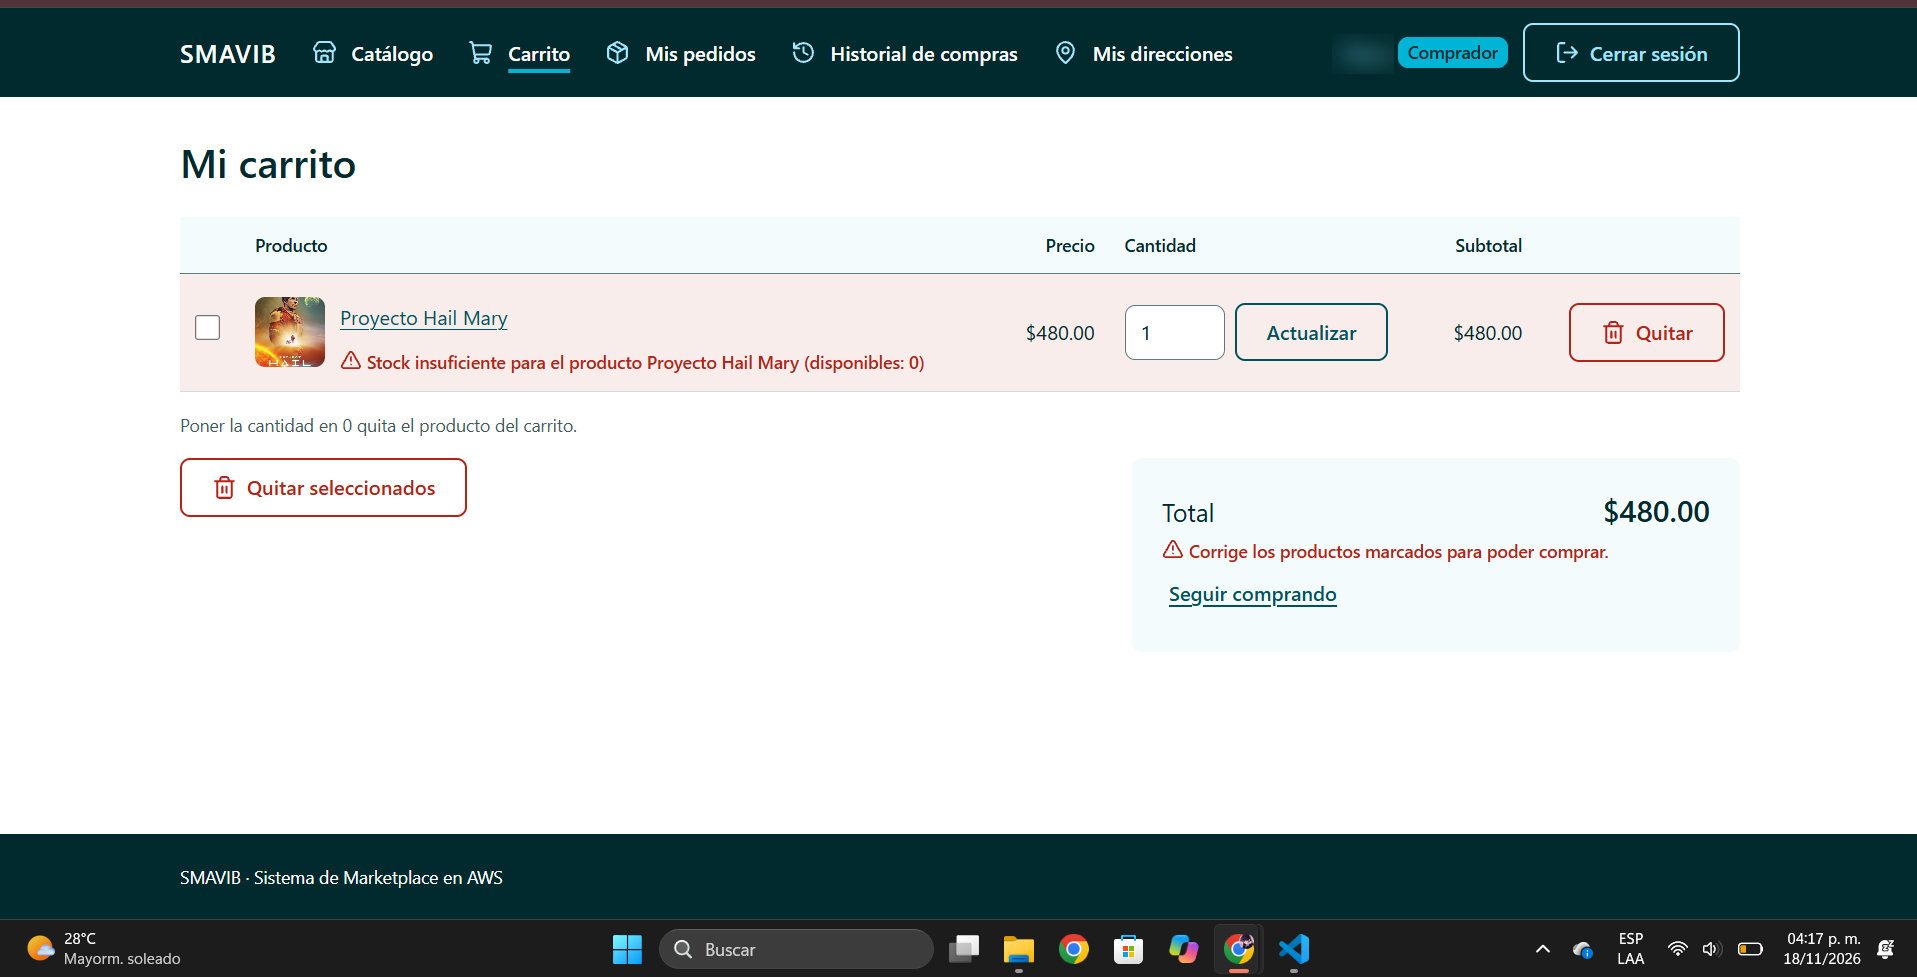 SMAVIB Catálogo Carrito Mis pedidos Historial de compras Mis direcciones Comprador Cerrar sesión
Mi carrito
Producto Precio Cantidad Subtotal
Proyecto Hail Mary
Stock insuficiente para el producto Proyecto Hail Mary (disponibles: 0)
$480.00 1 Actualizar $480.00 Quitar
HAIL
Poner la cantidad en 0 quita el producto del carrito.
Quitar seleccionados
Total $480.00
Corrige los productos marcados para poder comprar.
Seguir comprando
SMAVIB · Sistema de Marketplace en AWS
28°C
Mayorm. soleado
Buscar
ESP
LAA
04:17 p. m.
18/11/2026